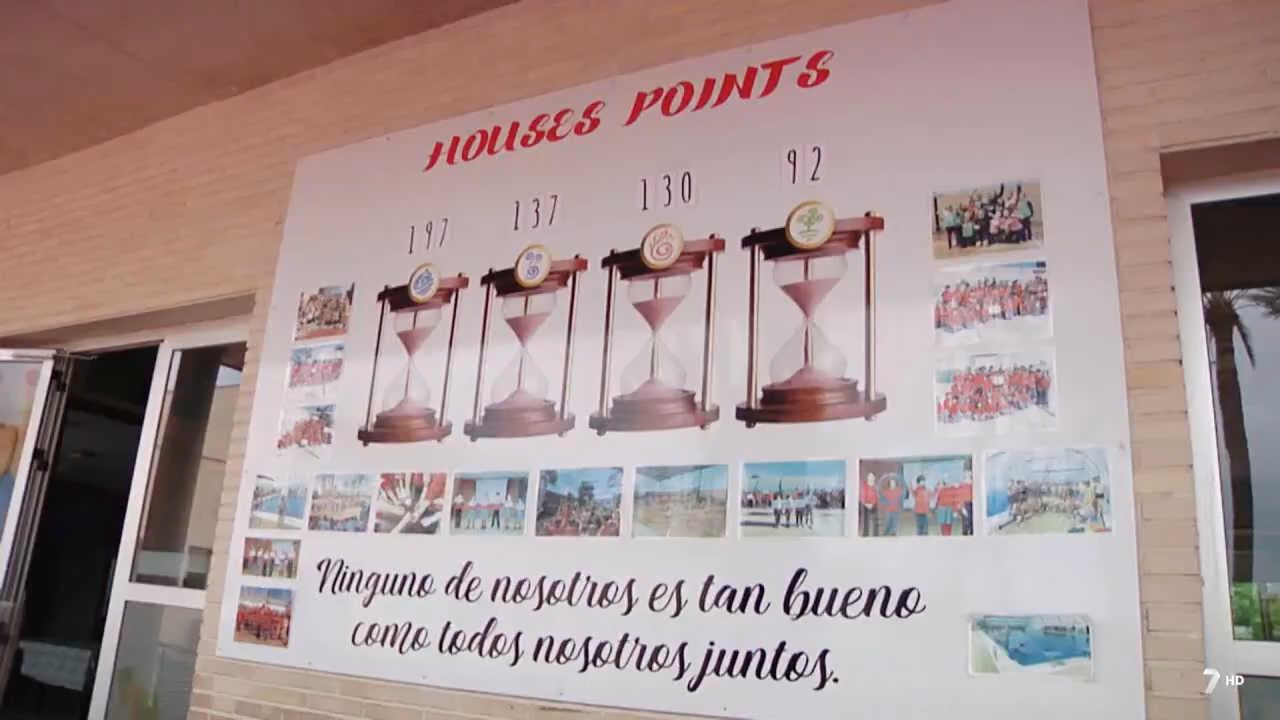 HOUSES POINTS
197 137 130 92
Ninguno de nosotros es tan bueno
como todos nosotros juntos.
7 HD